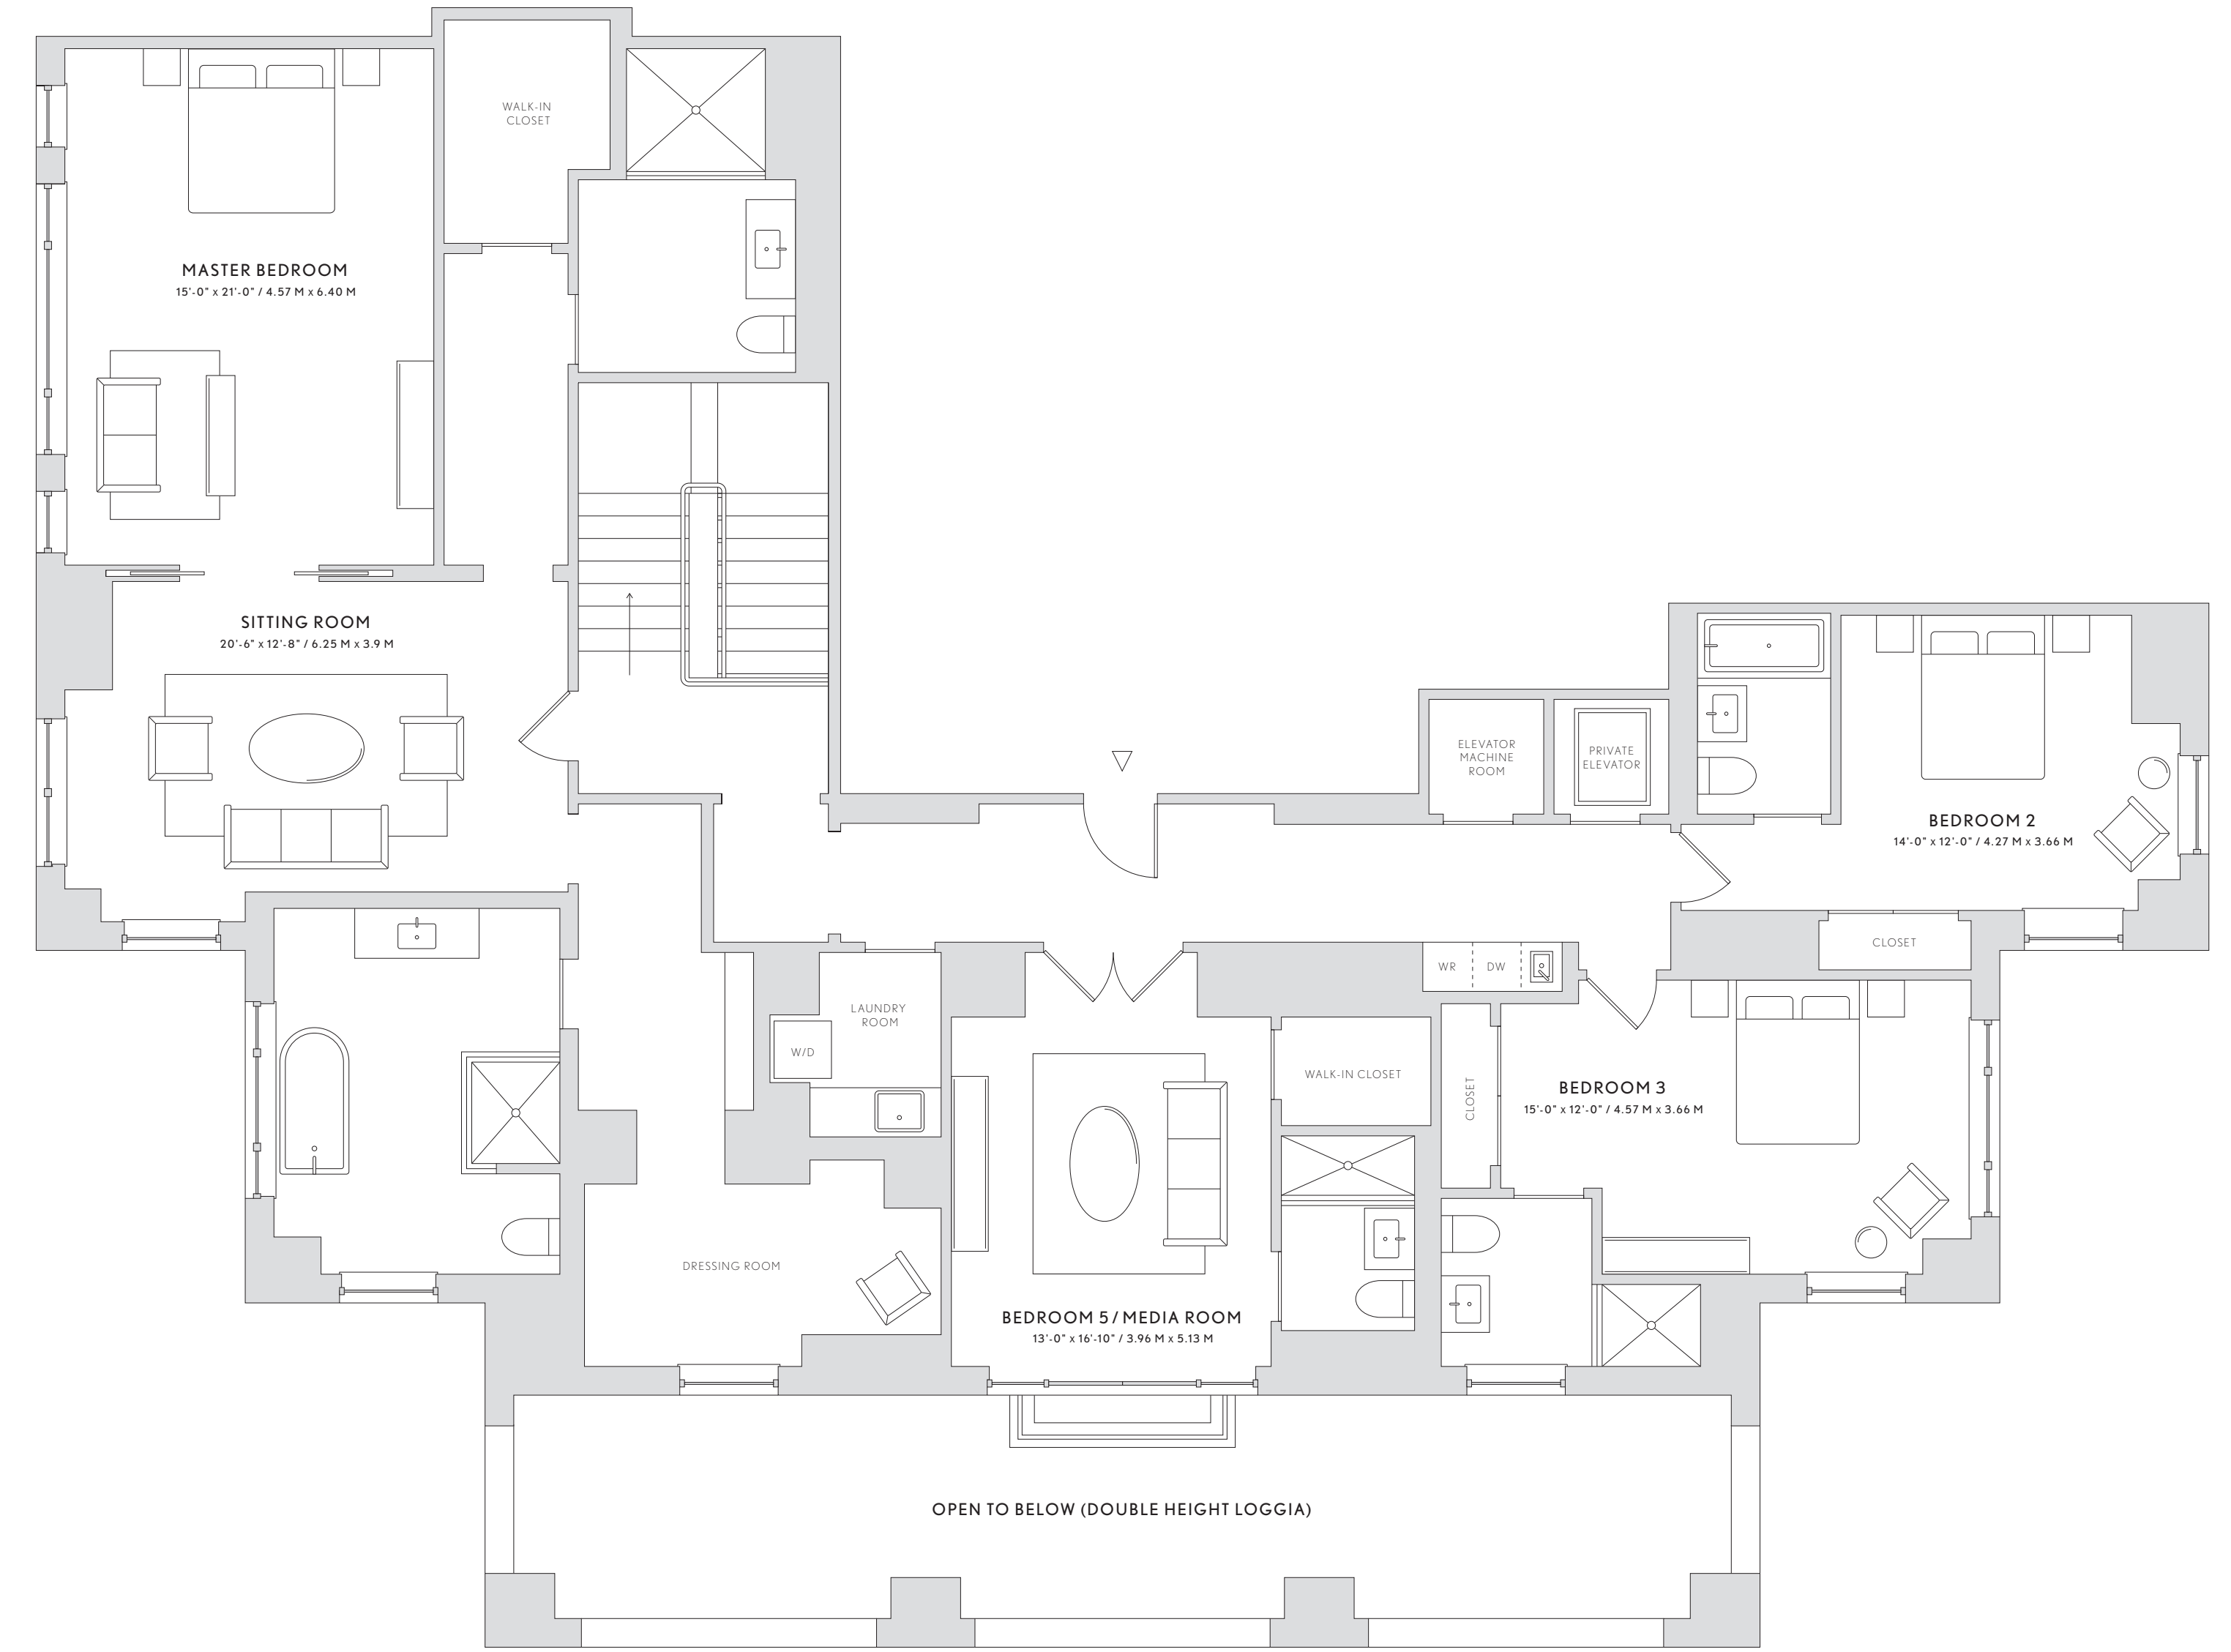 WALK-IN
CLOSET
MASTER BEDROOM
15'-0" x 21'-0" / 4.57 M x 6.40 M
SITTING ROOM
20'-6" x 12'-8" / 6.25 M x 3.9 M
ELEVATOR
MACHINE
ROOM
PRIVATE
ELEVATOR
BEDROOM 2
14'-0" x 12'-0" / 4.27 M x 3.66 M
CLOSET
WR
DW
LAUNDRY
ROOM
W/D
WALK-IN CLOSET
CLOSET
BEDROOM 3
15'-0" x 12'-0" / 4.57 M x 3.66 M
DRESSING ROOM
BEDROOM 5 / MEDIA ROOM
13'-0" x 16'-10" / 3.96 M x 5.13 M
OPEN TO BELOW (DOUBLE HEIGHT LOGGIA)